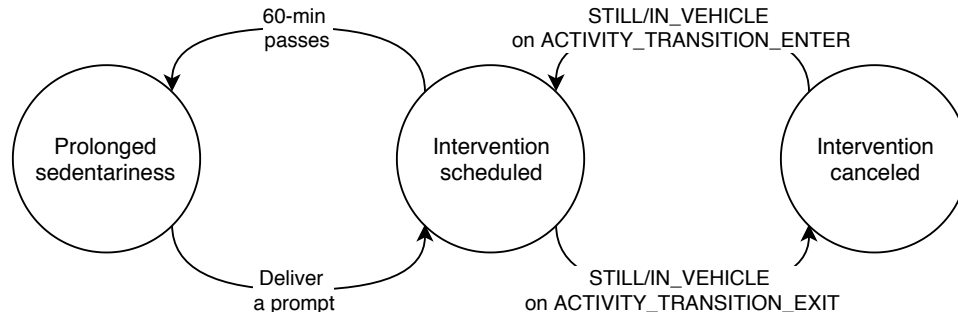 60-min
passes
STILL/IN_VEHICLE
on ACTIVITY_TRANSITION_ENTER
Prolonged
sedentariness
Intervention
scheduled
Intervention
canceled
Deliver
a prompt
STILL/IN_VEHICLE
on ACTIVITY_TRANSITION_EXIT